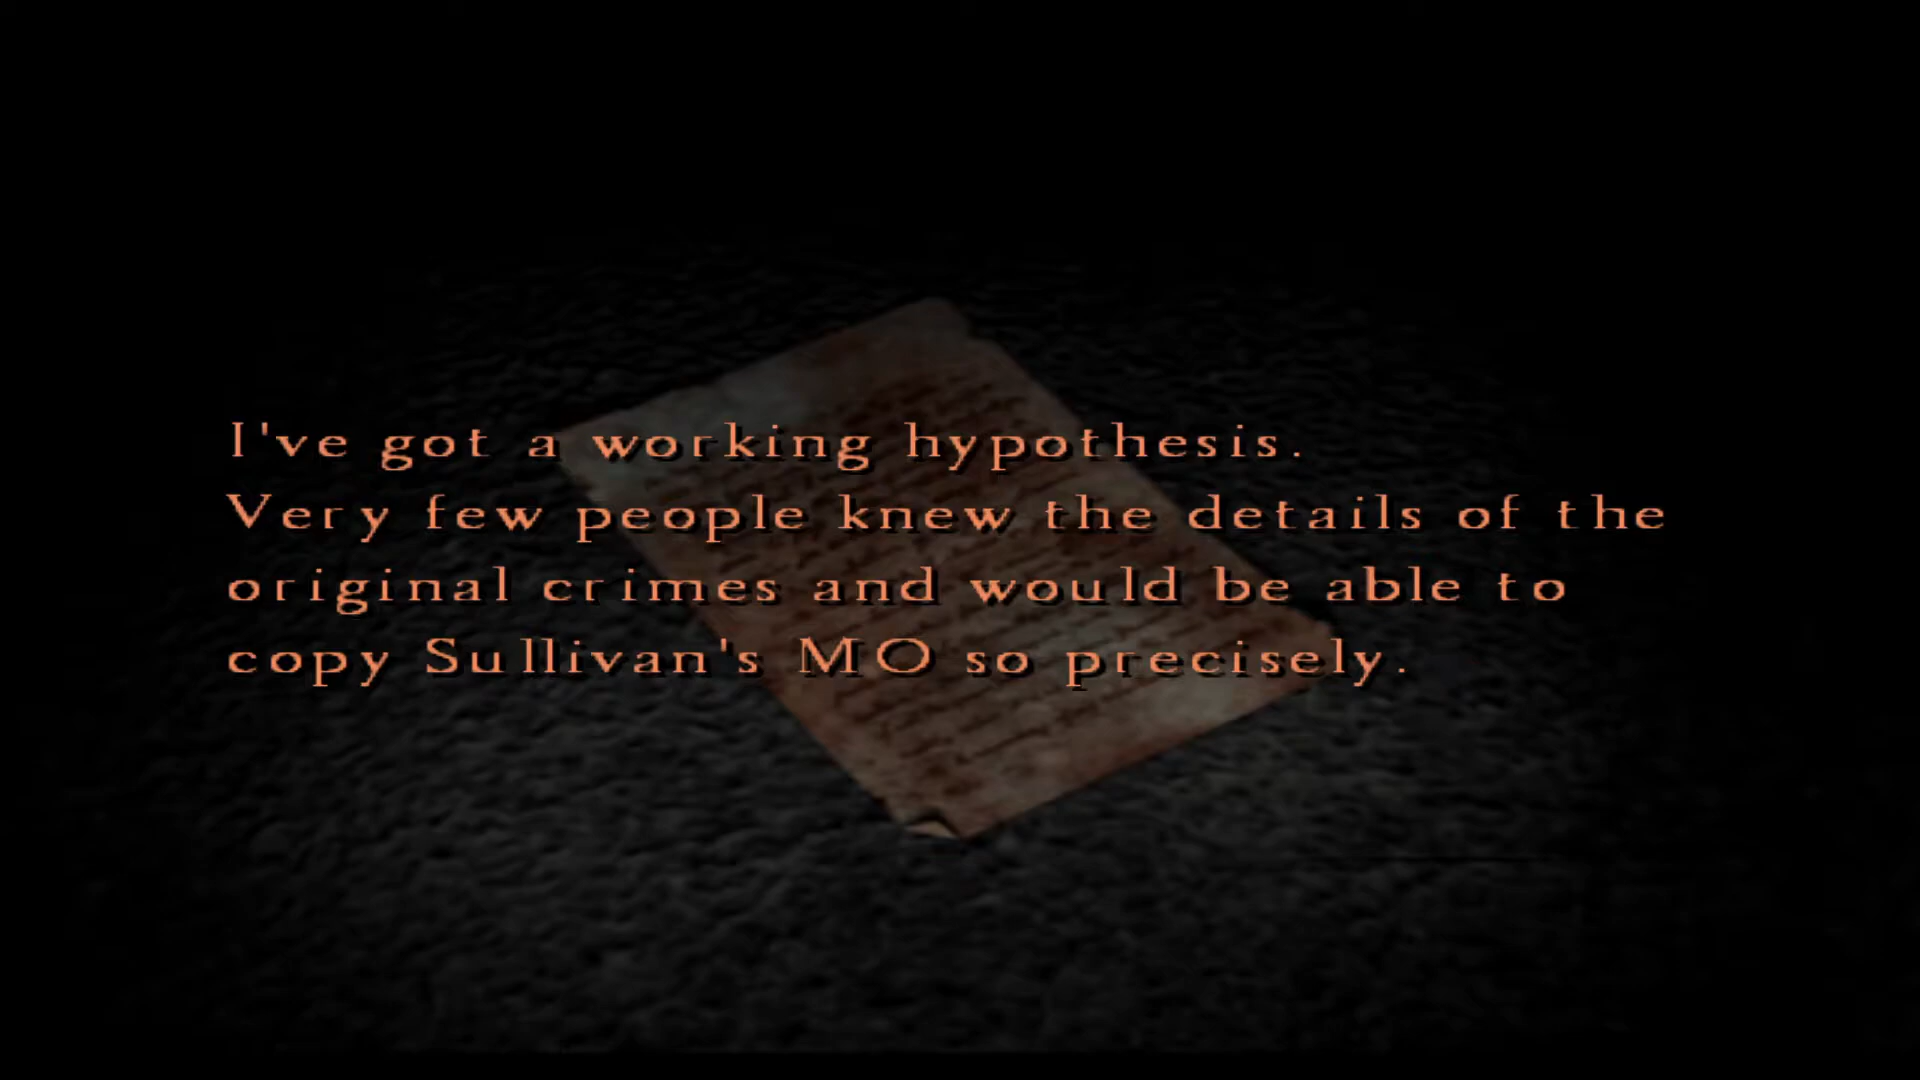 I've got a working hypothesis.
Very few people knew the details of the
original crimes and would be able to
copy Sullivan's MO so precisely.